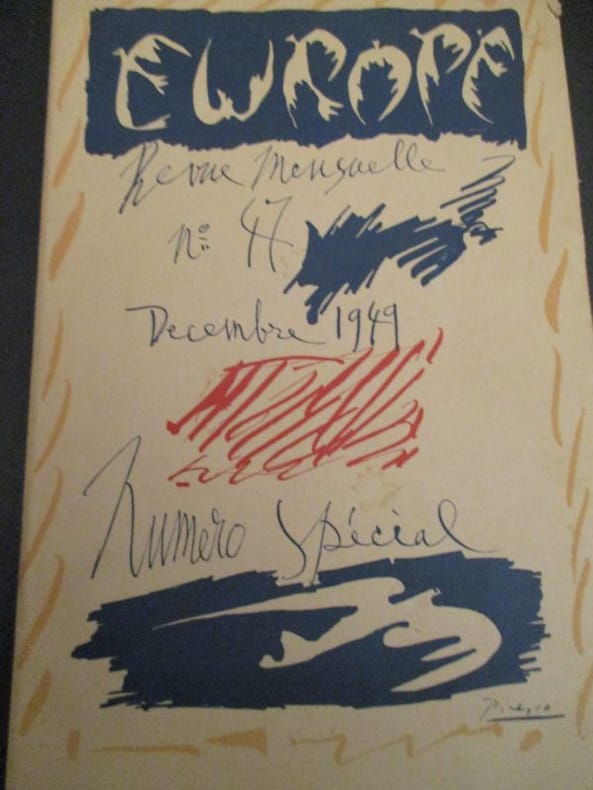 EUROPE
Revue Mensuelle
N° 47
Decembre 1949
Numero Spécial
Picasso